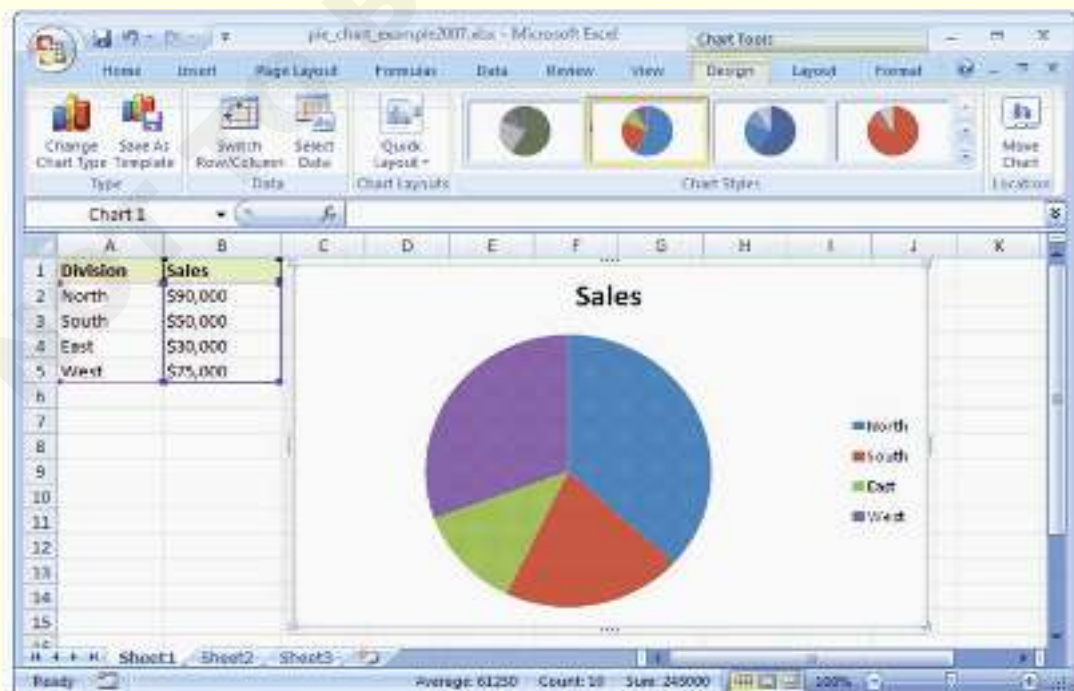 pie_chart_example2007.xlsx - Microsoft Excel
Chart Tools
Home Insert Page Layout Formulas Data Review View Design Layout Format
Change Chart Type
Save As Template
Switch Row/Column
Select Data
Quick Layout
Move Chart
Type
Data
Chart Layouts
Chart Styles
Location
Chart 1
fx
A B C D E F G H I J K
1 Division Sales
2 North $90,000
3 South $50,000
4 East $30,000
5 West $75,000
6
7
8
9
10
11
12
13
14
15
Sales
North
South
East
West
Sheet1 Sheet2 Sheet3
Ready
Average: 61250 Count: 10 Sum: 245000
100%